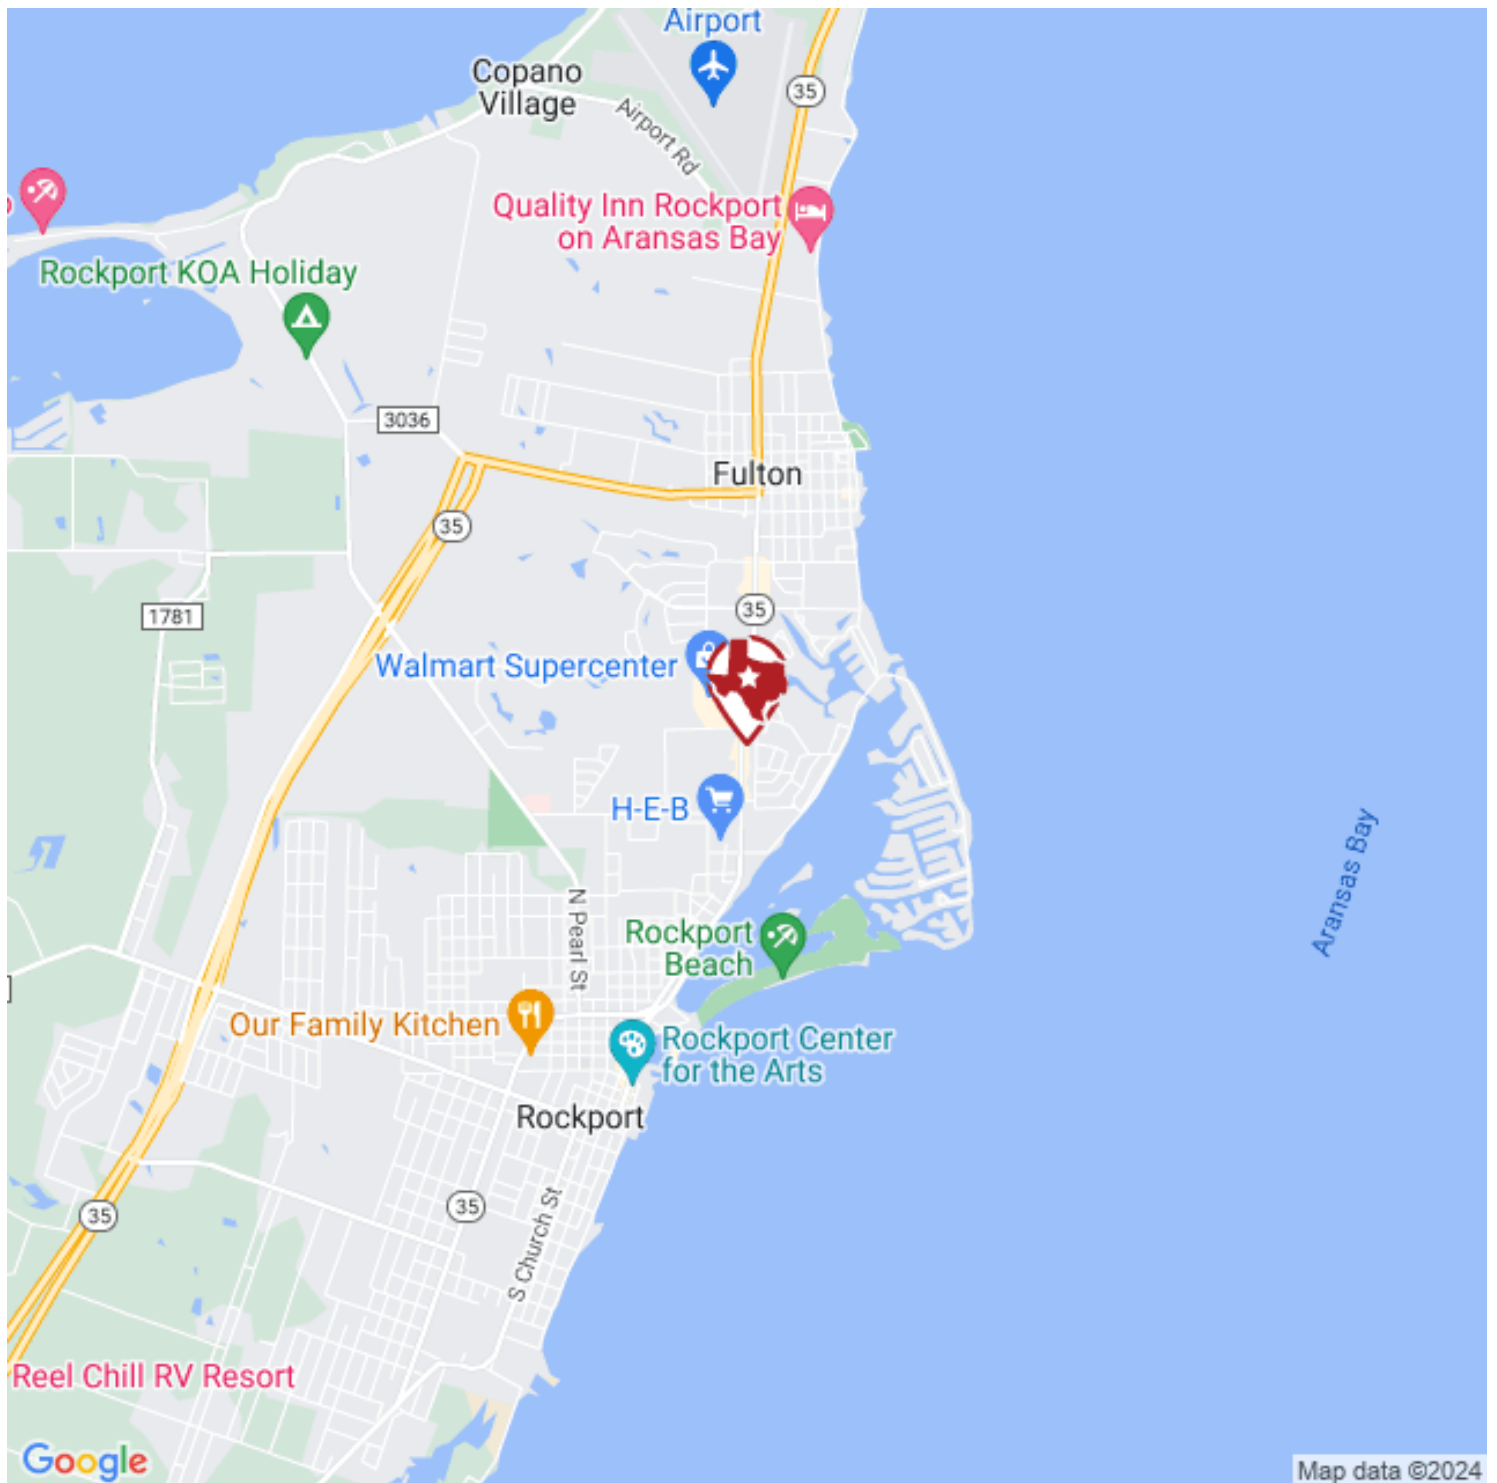 Airport
Copano
Village
35
Airport Rd
Quality Inn Rockport
on Aransas Bay
Rockport KOA Holiday
3036
Fulton
35
35
1781
Walmart Supercenter
H-E-B
Aransas Bay
N Pearl St
Rockport
Beach
Our Family Kitchen
Rockport Center
for the Arts
Rockport
35
35
S Church St
Reel Chill RV Resort
Google
Map data ©2024